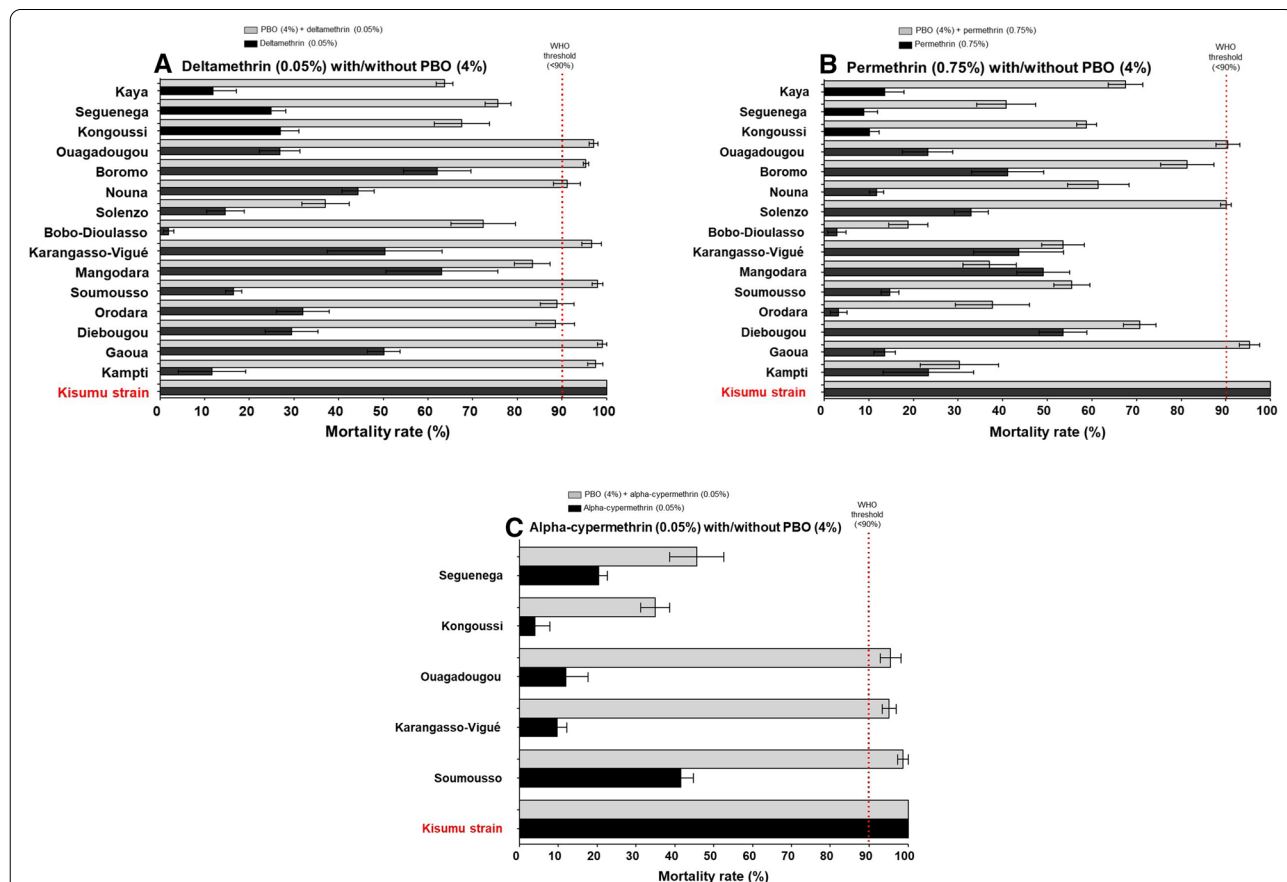 PBO (4%) + deltamethrin (0.05%)
Deltamethrin (0.05%)
WHO
threshold
(<90%)
A Deltamethrin (0.05%) with/without PBO (4%)
Kaya
Seguenega
Kongoussi
Ouagadougou
Boromo
Nouna
Solenzo
Bobo-Dioulasso
Karangasso-Vigué
Mangodara
Soumousso
Orodara
Diebougou
Gaoua
Kampti
Kisumu strain
0 10 20 30 40 50 60 70 80 90 100
Mortality rate (%)
PBO (4%) + permethrin (0.75%)
Permethrin (0.75%)
WHO
threshold
(<90%)
B Permethrin (0.75%) with/without PBO (4%)
Kaya
Seguenega
Kongoussi
Ouagadougou
Boromo
Nouna
Solenzo
Bobo-Dioulasso
Karangasso-Vigué
Mangodara
Soumousso
Orodara
Diebougou
Gaoua
Kampti
Kisumu strain
0 10 20 30 40 50 60 70 80 90 100
Mortality rate (%)
PBO (4%) + alpha-cypermethrin (0.05%)
Alpha-cypermethrin (0.05%)
WHO
threshold
(<90%)
C Alpha-cypermethrin (0.05%) with/without PBO (4%)
Seguenega
Kongoussi
Ouagadougou
Karangasso-Vigué
Soumousso
Kisumu strain
0 10 20 30 40 50 60 70 80 90 100
Mortality rate (%)